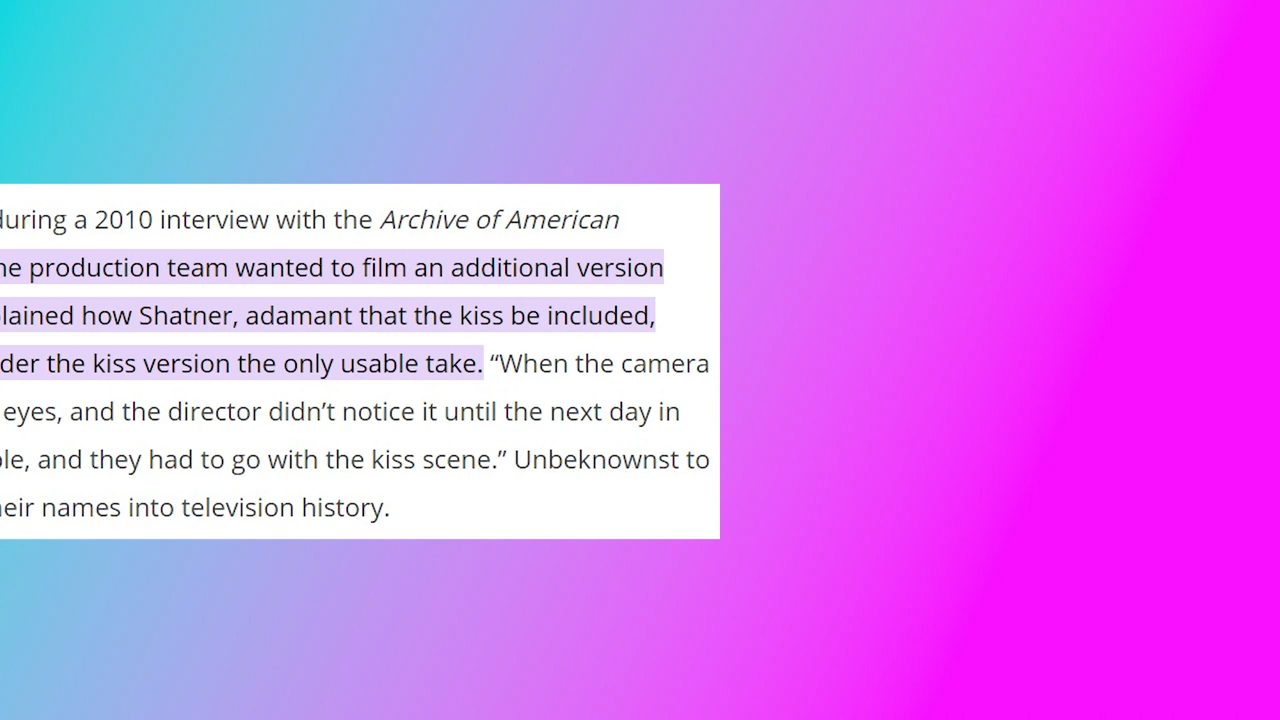 during a 2010 interview with the Archive of American
he production team wanted to film an additional version
plained how Shatner, adamant that the kiss be included,
der the kiss version the only usable take. “When the camera
eyes, and the director didn’t notice it until the next day in
ble, and they had to go with the kiss scene.” Unbeknownst to
heir names into television history.